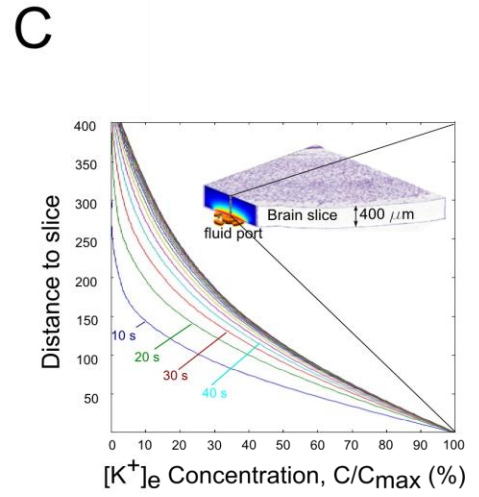 C
400
350
300
250
200
150
100
50
Distance to slice
Brain slice
400 μm
fluid port
10 s
20 s
30 s
40 s
0 10 20 30 40 50 60 70 80 90 100
[K⁺]e Concentration, C/Cmax (%)